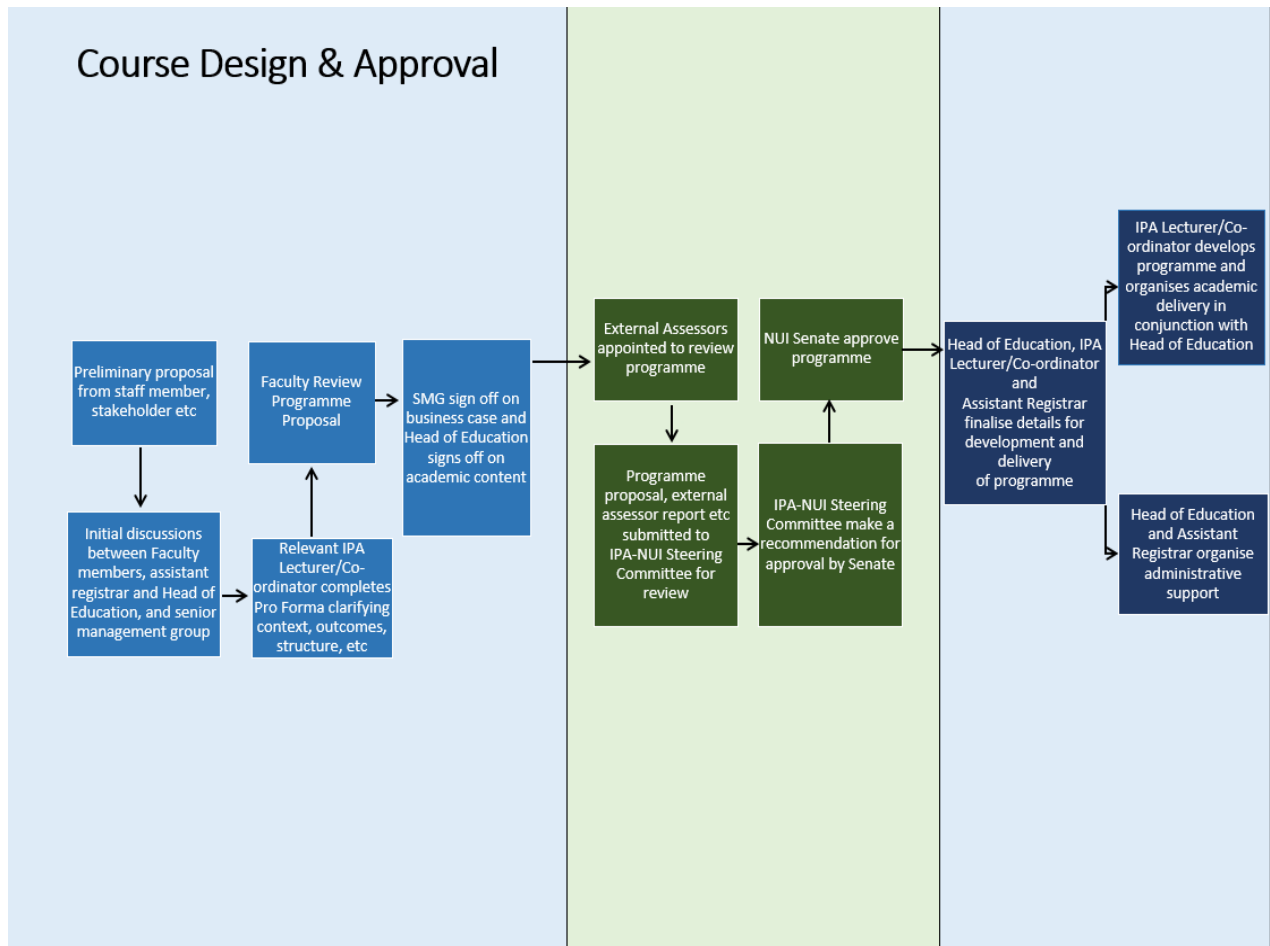 Course Design & Approval
Preliminary proposal
from staff member,
stakeholder etc
Initial discussions
between Faculty
members, assistant
registrar and Head of
Education, and senior
management group
Relevant IPA
Lecturer/Co-
ordinator completes
Pro Forma clarifying
context, outcomes,
structure, etc
Faculty Review
Programme
Proposal
SMG sign off on
business case and
Head of Education
signs off on
academic content
External Assessors
appointed to review
programme
Programme
proposal, external
assessor report etc
submitted to
IPA-NUI Steering
Committee for
review
IPA-NUI Steering
Committee make a
recommendation for
approval by Senate
NUI Senate approve
programme
Head of Education, IPA
Lecturer/Co-ordinator
and
Assistant Registrar
finalise details for
development and
delivery
of programme
IPA Lecturer/Co-
ordinator develops
programme and
organises academic
delivery in
conjunction with
Head of Education
Head of Education
and Assistant
Registrar organise
administrative
support